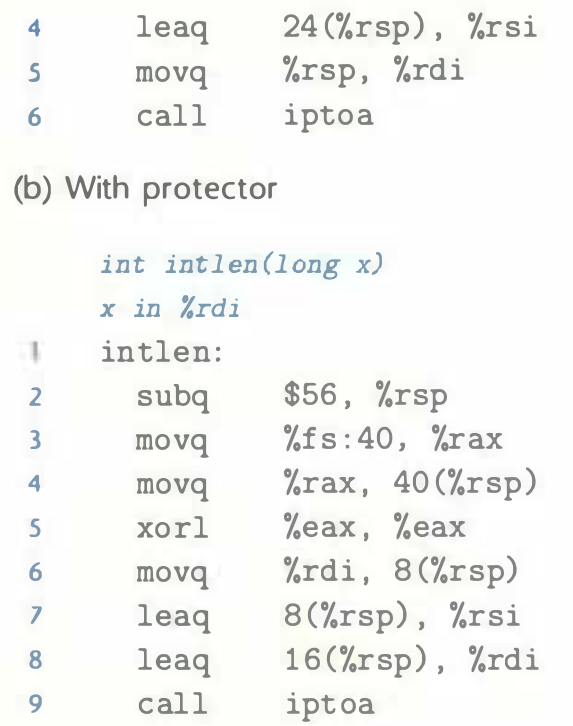 4 leaq 24(%rsp), %rsi
5 movq %rsp, %rdi
6 call iptoa
(b) With protector
int intlen(long x)
x in %rdi
1 intlen:
2 subq $56, %rsp
3 movq %fs:40, %rax
4 movq %rax, 40(%rsp)
5 xorl %eax, %eax
6 movq %rdi, 8(%rsp)
7 leaq 8(%rsp), %rsi
8 leaq 16(%rsp), %rdi
9 call iptoa